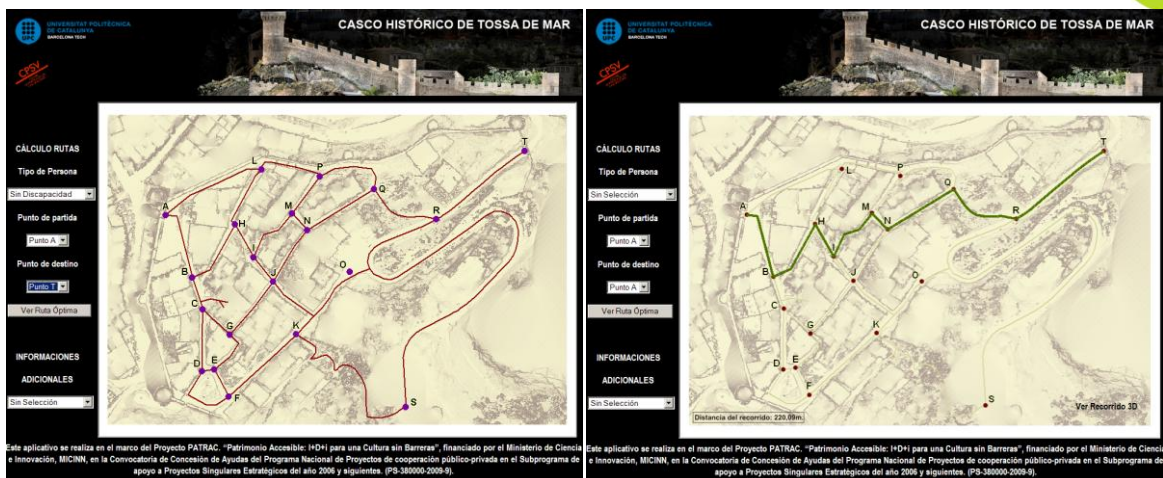 UNIVERSITAT POLITÈCNICA
DE CATALUNYA
BARCELONA TECH
UPC
CPSV
CASCO HISTÓRICO DE TOSSA DE MAR
CÁLCULO RUTAS
Tipo de Persona
Sin Discapacidad
Punto de partida
Punto A
Punto de destino
Punto T
Ver Ruta Óptima
INFORMACIONES
ADICIONALES
Sin Selección
A
B
C
D
E
F
G
H
I
J
K
L
M
N
O
P
Q
R
S
T
Este aplicativo se realiza en el marco del Proyecto PATRAC. "Patrimonio Accesible: I+D+i para una Cultura sin Barreras", financiado por el Ministerio de Ciencia
e Innovación, MICINN, en la Convocatoria de Concesión de Ayudas del Programa Nacional de Proyectos de cooperación público-privada en el Subprograma de
apoyo a Proyectos Singulares Estratégicos del año 2006 y siguientes. (PS-380000-2009-9).
UNIVERSITAT POLITÈCNICA
DE CATALUNYA
BARCELONA TECH
UPC
CPSV
CASCO HISTÓRICO DE TOSSA DE MAR
CÁLCULO RUTAS
Tipo de Persona
Sin Selección
Punto de partida
Punto A
Punto de destino
Punto A
Ver Ruta Óptima
INFORMACIONES
ADICIONALES
Sin Selección
A
B
C
D
E
F
G
H
I
J
K
L
M
N
O
P
Q
R
S
T
Distancia del recorrido: 220.09m.
Ver Recorrido 3D
Este aplicativo se realiza en el marco del Proyecto PATRAC. "Patrimonio Accesible: I+D+i para una Cultura sin Barreras", financiado por el Ministerio de Ciencia
e Innovación, MICINN, en la Convocatoria de Concesión de Ayudas del Programa Nacional de Proyectos de cooperación público-privada en el Subprograma de
apoyo a Proyectos Singulares Estratégicos del año 2006 y siguientes. (PS-380000-2009-9).